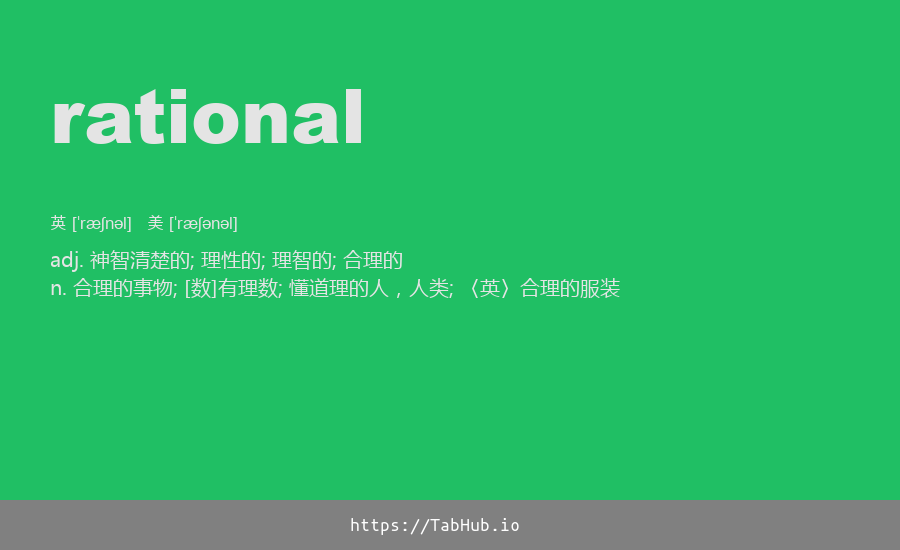 rational
英 [ˈræʃnəl] 美 [ˈræʃənəl]
adj. 神智清楚的; 理性的; 理智的; 合理的
n. 合理的事物; [数]有理数; 懂道理的人，人类; 〈英〉合理的服装
https://TabHub.io